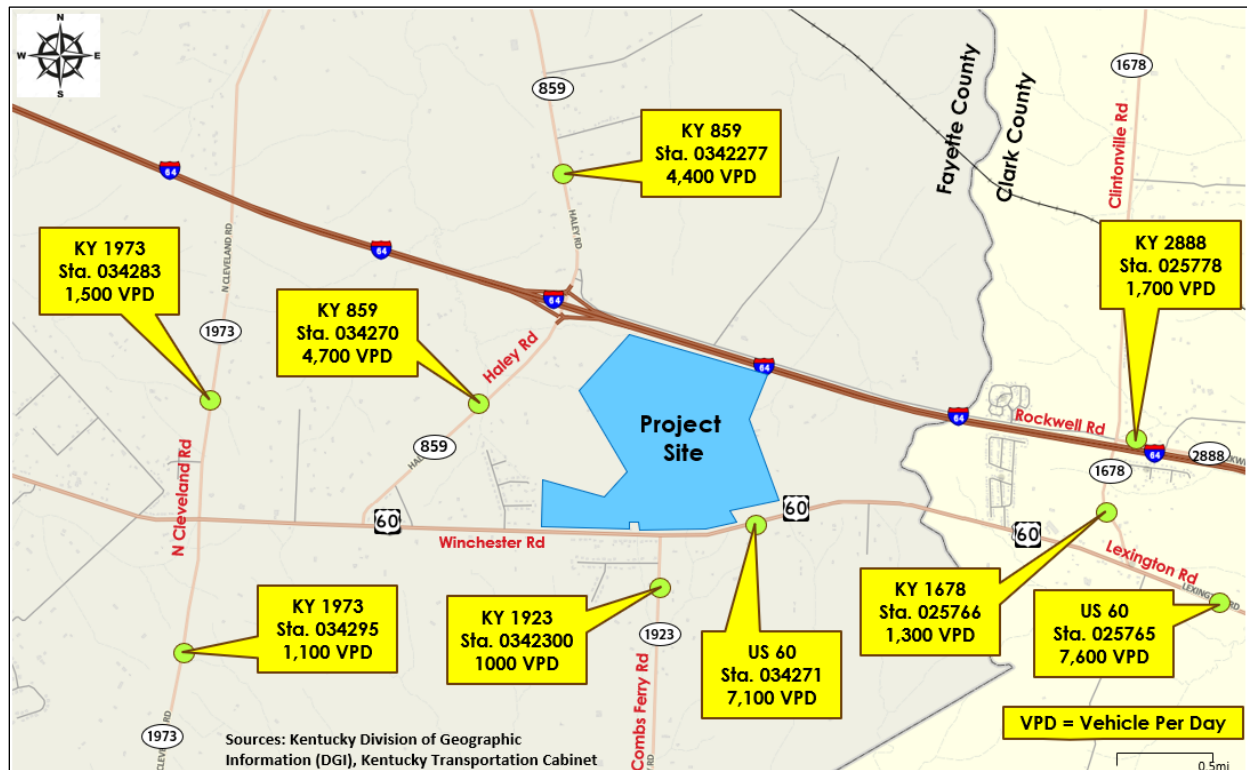 N
W
E
S
859
1678
Fayette County
Clark County
Clintonville Rd
KY 859
Sta. 0342277
4,400 VPD
64
N CLEVELAND RD
HALEY RD
KY 1973
Sta. 034283
1,500 VPD
64
KY 2888
Sta. 025778
1,700 VPD
KY 859
Sta. 034270
4,700 VPD
64
1973
Haley Rd
64
Project
Site
64
Rockwell Rd
64
2888
859
1678
N Cleveland Rd
60
Winchester Rd
60
60
Lexington Rd
KY 1973
Sta. 034295
1,100 VPD
KY 1923
Sta. 0342300
1000 VPD
1923
US 60
Sta. 034271
7,100 VPD
KY 1678
Sta. 025766
1,300 VPD
US 60
Sta. 025765
7,600 VPD
Combs Ferry Rd
1973
VPD = Vehicle Per Day
Sources: Kentucky Division of Geographic
Information (DGI), Kentucky Transportation Cabinet
0.5mi